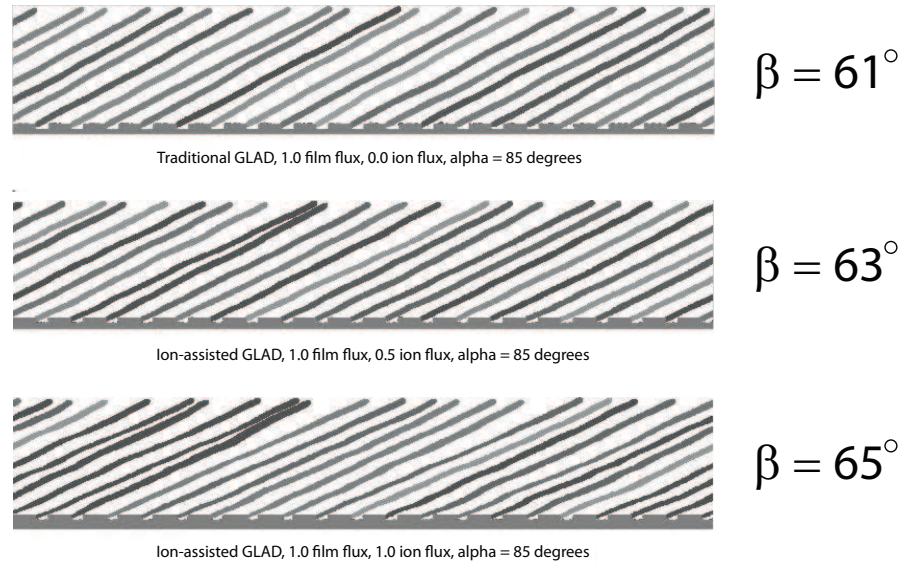 β = 61°
Traditional GLAD, 1.0 film flux, 0.0 ion flux, alpha = 85 degrees
β = 63°
Ion-assisted GLAD, 1.0 film flux, 0.5 ion flux, alpha = 85 degrees
β = 65°
Ion-assisted GLAD, 1.0 film flux, 1.0 ion flux, alpha = 85 degrees